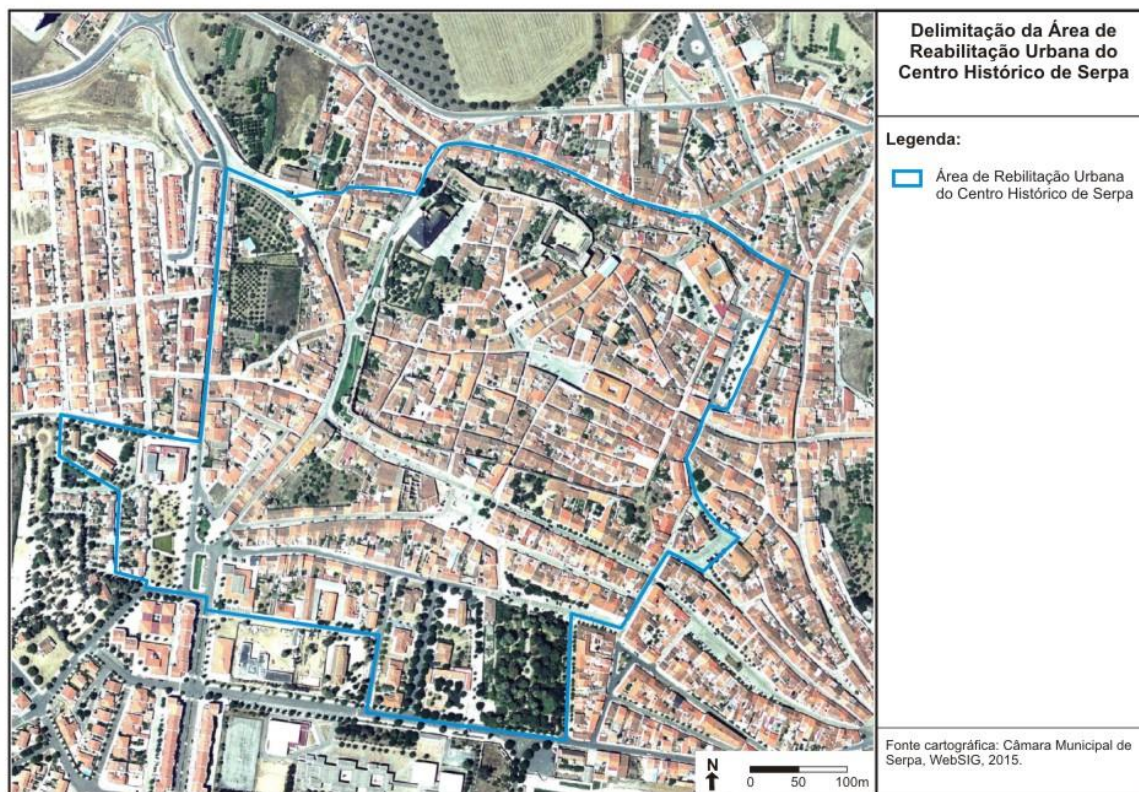 Delimitação da Área de
Reabilitação Urbana do
Centro Histórico de Serpa
Legenda:
Área de Rebilitação Urbana
do Centro Histórico de Serpa
N
0 50 100m
Fonte cartográfica: Câmara Municipal de
Serpa, WebSIG, 2015.